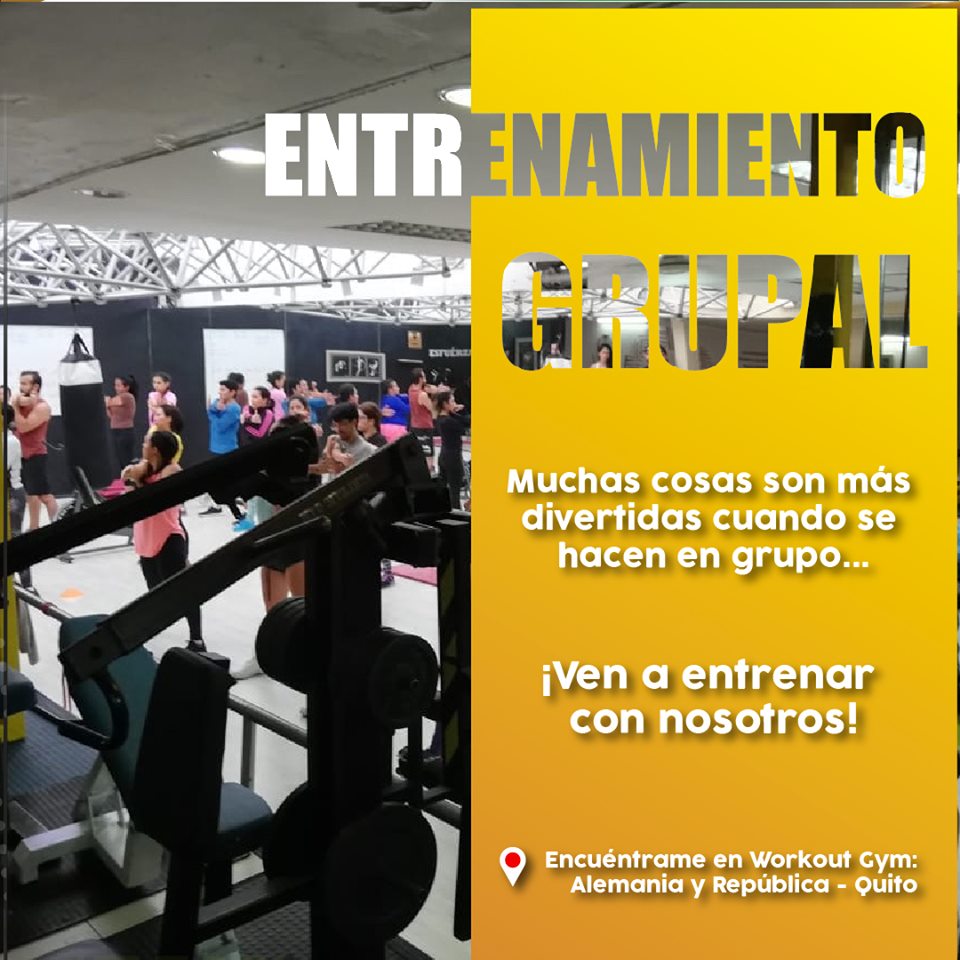 ENTRENAMIENTO
GRUPAL
Muchas cosas son más
divertidas cuando se
hacen en grupo...
¡Ven a entrenar
con nosotros!
Encuéntrame en Workout Gym:
Alemania y República - Quito